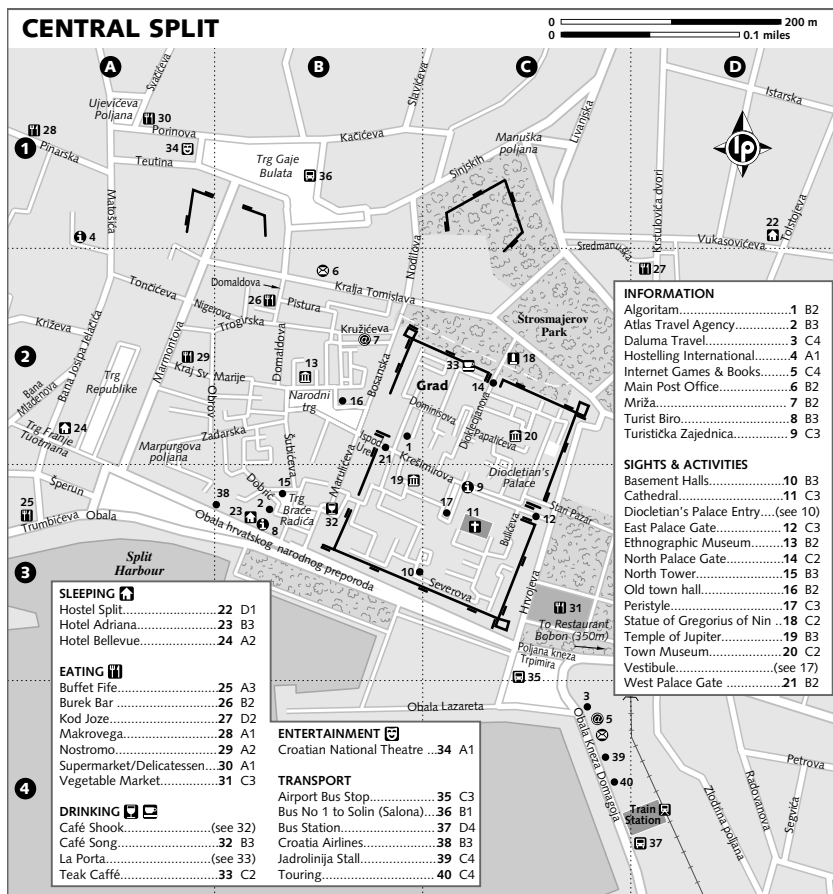 CENTRAL SPLIT
0 200 m
0 0.1 miles
A B C D
1
2
3
4
Svačićeva
Ujevićeva
Poljana
30
28
Pinarska
Porinova
34
Teutina
Matošića
4
Trg Gaje
Bulata
36
Kačićeva
Slavićeva
Sinjskih
Manuška
poljana
Livanjska
Istarska
lp
Krstulovića dvori
22
Tolstojeva
Vukasovićeva
Sredmanuška
27
Nodilova
6
Domaldova
26
Kralja Tomislava
Tončićeva
Nigerova
Pistura
Trogirska
Križeva
Bana Josipa Jelačića
Marmontova
Domaldova
Kružićeva
7
Bosanska
33
18
Štrosmajerov
Park
29
Kraj Sv Marije
13
Grad
14
Trg
Republike
Obrov
Narodni
trg
16
Dominisova
Dioklecijanova
Papalićeva
20
Bana
Mladenova
24
Trg Franje
Tuđmana
Zadarska
Marpurgova
poljana
Šubićeva
Marulićeva
Ispod
Ure
21
1
Krešimirova
Diocletian's
Palace
19
9
Šperun
25
Trumbićeva Obala
38
Dobrić
15
2
Trg
Braće
Radića
23
8
32
17
11
12
Stari Pazar
Bulićeva
Obala hrvatskog narodnog preporoda
Split
Harbour
10
Severova
Hrvojeva
31
To Restaurant
Bobon (350m)
Poljana kneza
Trpimira
35
Obala Lazareta
3
5
Obala Kneza Domagoja
39
40
Train
Station
37
Zlodrina poljana
Radovanova
Segvića
Petrova
INFORMATION
Algoritam 1 B2
Atlas Travel Agency 2 B3
Daluma Travel 3 C4
Hostelling International 4 A1
Internet Games & Books 5 C4
Main Post Office 6 B2
Mriža 7 B2
Turist Biro 8 B3
Turistička Zajednica 9 C3
SIGHTS & ACTIVITIES
Basement Halls 10 B3
Cathedral 11 C3
Diocletian's Palace Entry (see 10)
East Palace Gate 12 C3
Ethnographic Museum 13 B2
North Palace Gate 14 C2
North Tower 15 B3
Old town hall 16 B2
Peristyle 17 C3
Statue of Gregorius of Nin 18 C2
Temple of Jupiter 19 B3
Town Museum 20 C2
Vestibule (see 17)
West Palace Gate 21 B2
SLEEPING
Hostel Split 22 D1
Hotel Adriana 23 B3
Hotel Bellevue 24 A2
EATING
Buffet Fife 25 A3
Burek Bar 26 B2
Kod Joze 27 D2
Makrovega 28 A1
Nostromo 29 A2
Supermarket/Delicatessen 30 A1
Vegetable Market 31 C3
DRINKING
Café Shook (see 32)
Café Song 32 B3
La Porta (see 33)
Teak Caffé 33 C2
ENTERTAINMENT
Croatian National Theatre 34 A1
TRANSPORT
Airport Bus Stop 35 C3
Bus No 1 to Solin (Salona) 36 B1
Bus Station 37 D4
Croatia Airlines 38 B3
Jadrolinija Stall 39 C4
Touring 40 C4